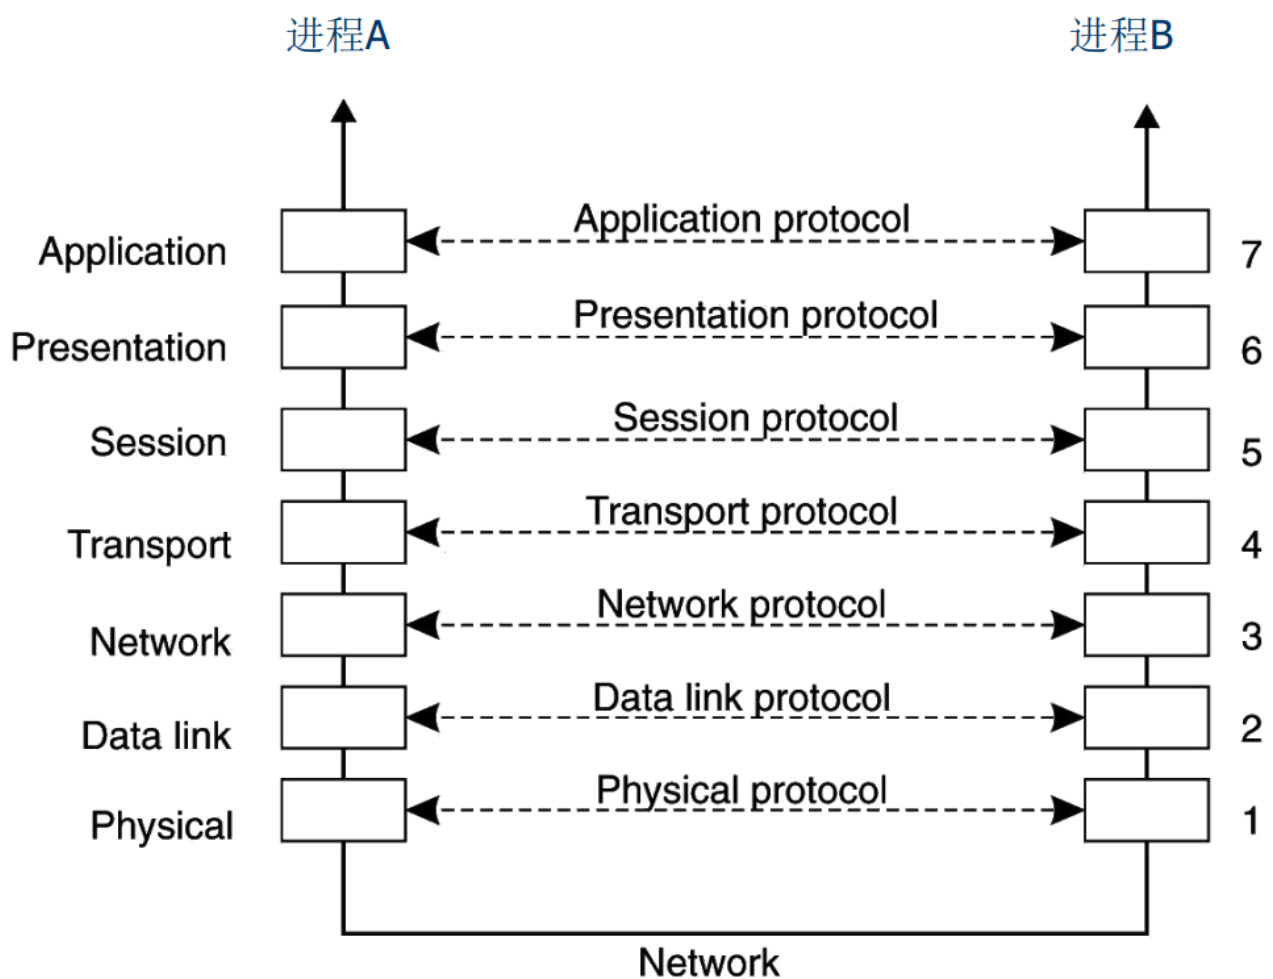 进程A
进程B
Application
Application protocol
7
Presentation
Presentation protocol
6
Session
Session protocol
5
Transport
Transport protocol
4
Network
Network protocol
3
Data link
Data link protocol
2
Physical
Physical protocol
1
Network